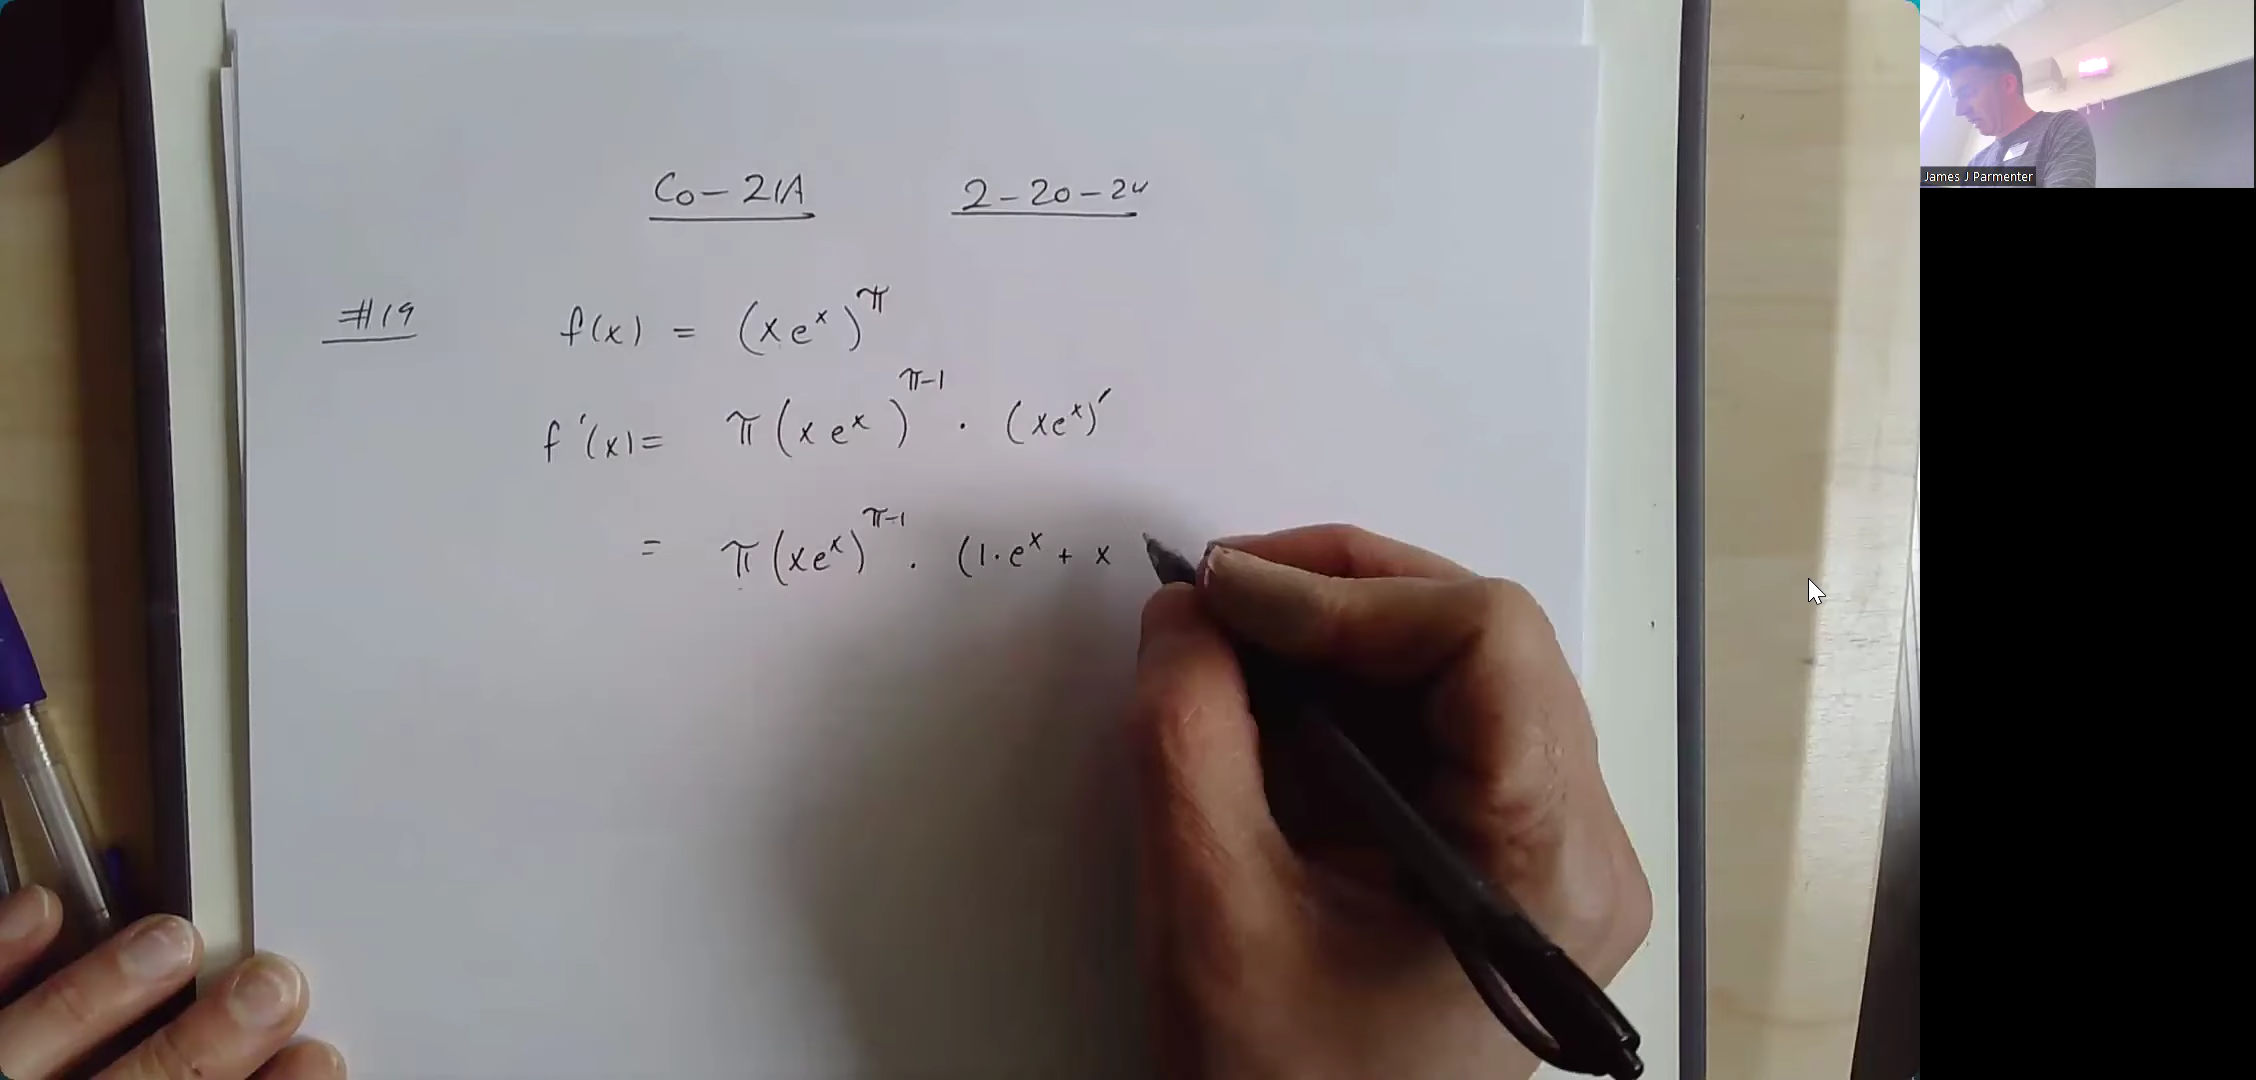 Co-21A 2-20-24
#19 f(x) = (xe^x)^π
f'(x) = π(xe^x)^π-1 · (xe^x)'
= π(xe^x)^π-1 · (1·e^x + x
James J Parmenter